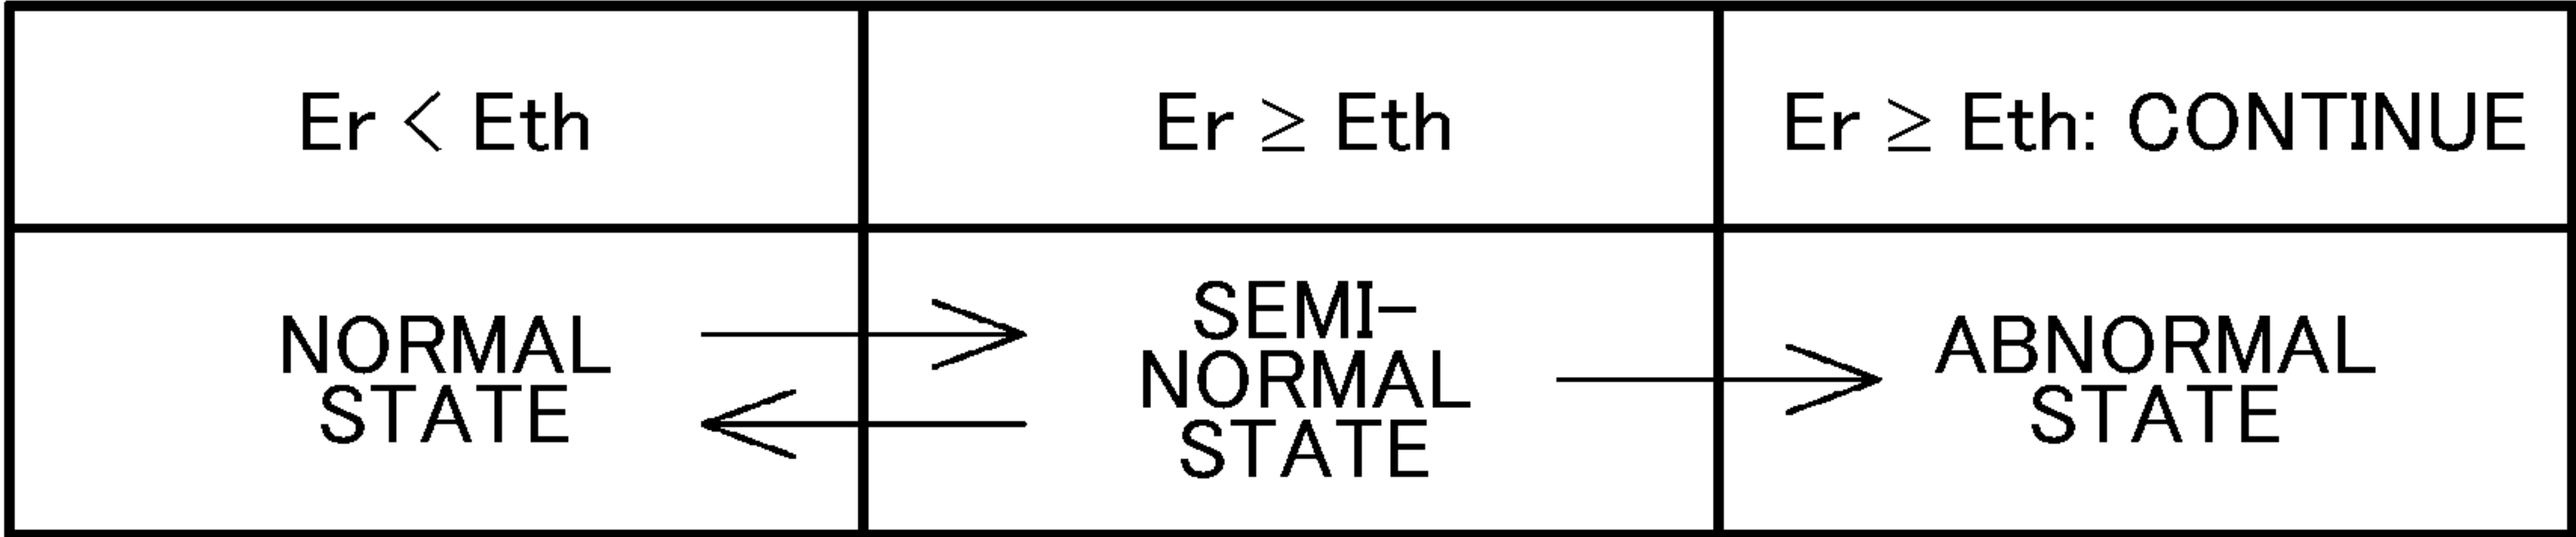 Er < Eth
Er ≥ Eth
Er ≥ Eth: CONTINUE
NORMAL
STATE
SEMI-
NORMAL
STATE
ABNORMAL
STATE